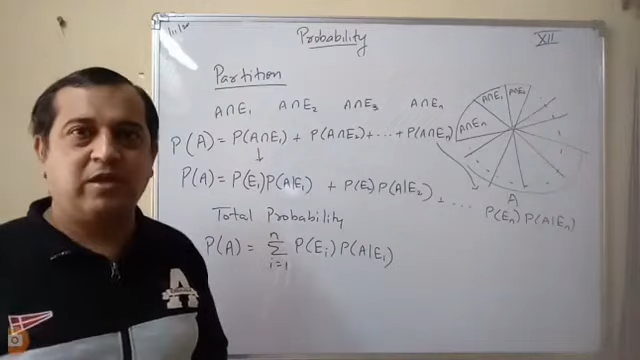 Probability
XII
Partition
A∩E₁ A∩E₂ A∩E₃ A∩Eₙ
P(A) = P(A∩E₁) + P(A∩E₂) + ... + P(A∩Eₙ)
↓
P(A) = P(E₁)P(A|E₁) + P(E₂)P(A|E₂) + ....
P(Eₙ) P(A|Eₙ)
Total Probability
P(A) = n∑i=1 P(Eᵢ) P(A|Eᵢ)
A∩Eₙ
A∩E₁
A∩E₂
A
A